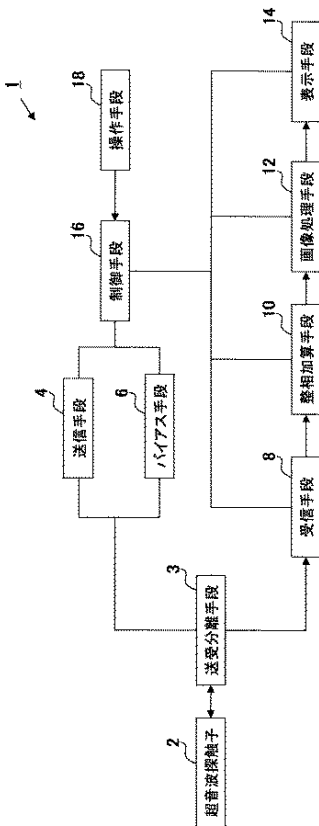 1
18
操作手段
16
制御手段
4
送信手段
6
バイアス手段
3
送受分離手段
2
超音波探触子
8
受信手段
10
整相加算手段
12
画像処理手段
14
表示手段